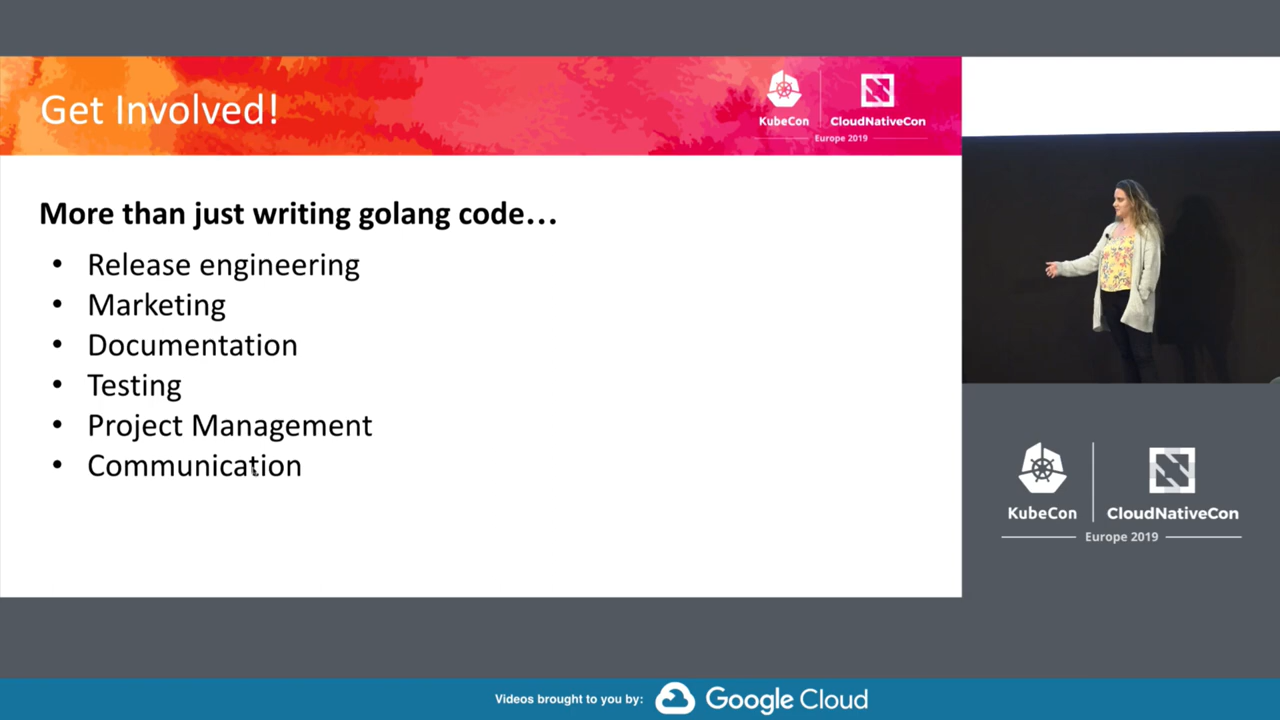 Get Involved!
KubeCon
CloudNativeCon
Europe 2019
More than just writing golang code...
• Release engineering
• Marketing
• Documentation
• Testing
• Project Management
• Communication
KubeCon
CloudNativeCon
Europe 2019
Videos brought to you by: Google Cloud